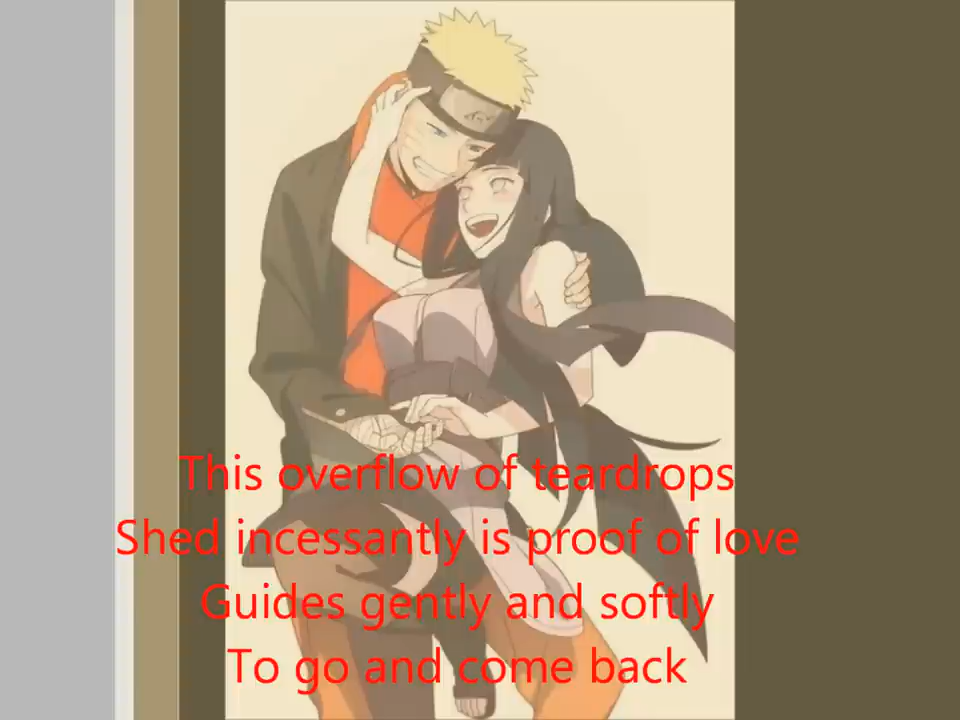 This overflow of teardrops
Shed incessantly is proof of love
Guides gently and softly
To go and come back